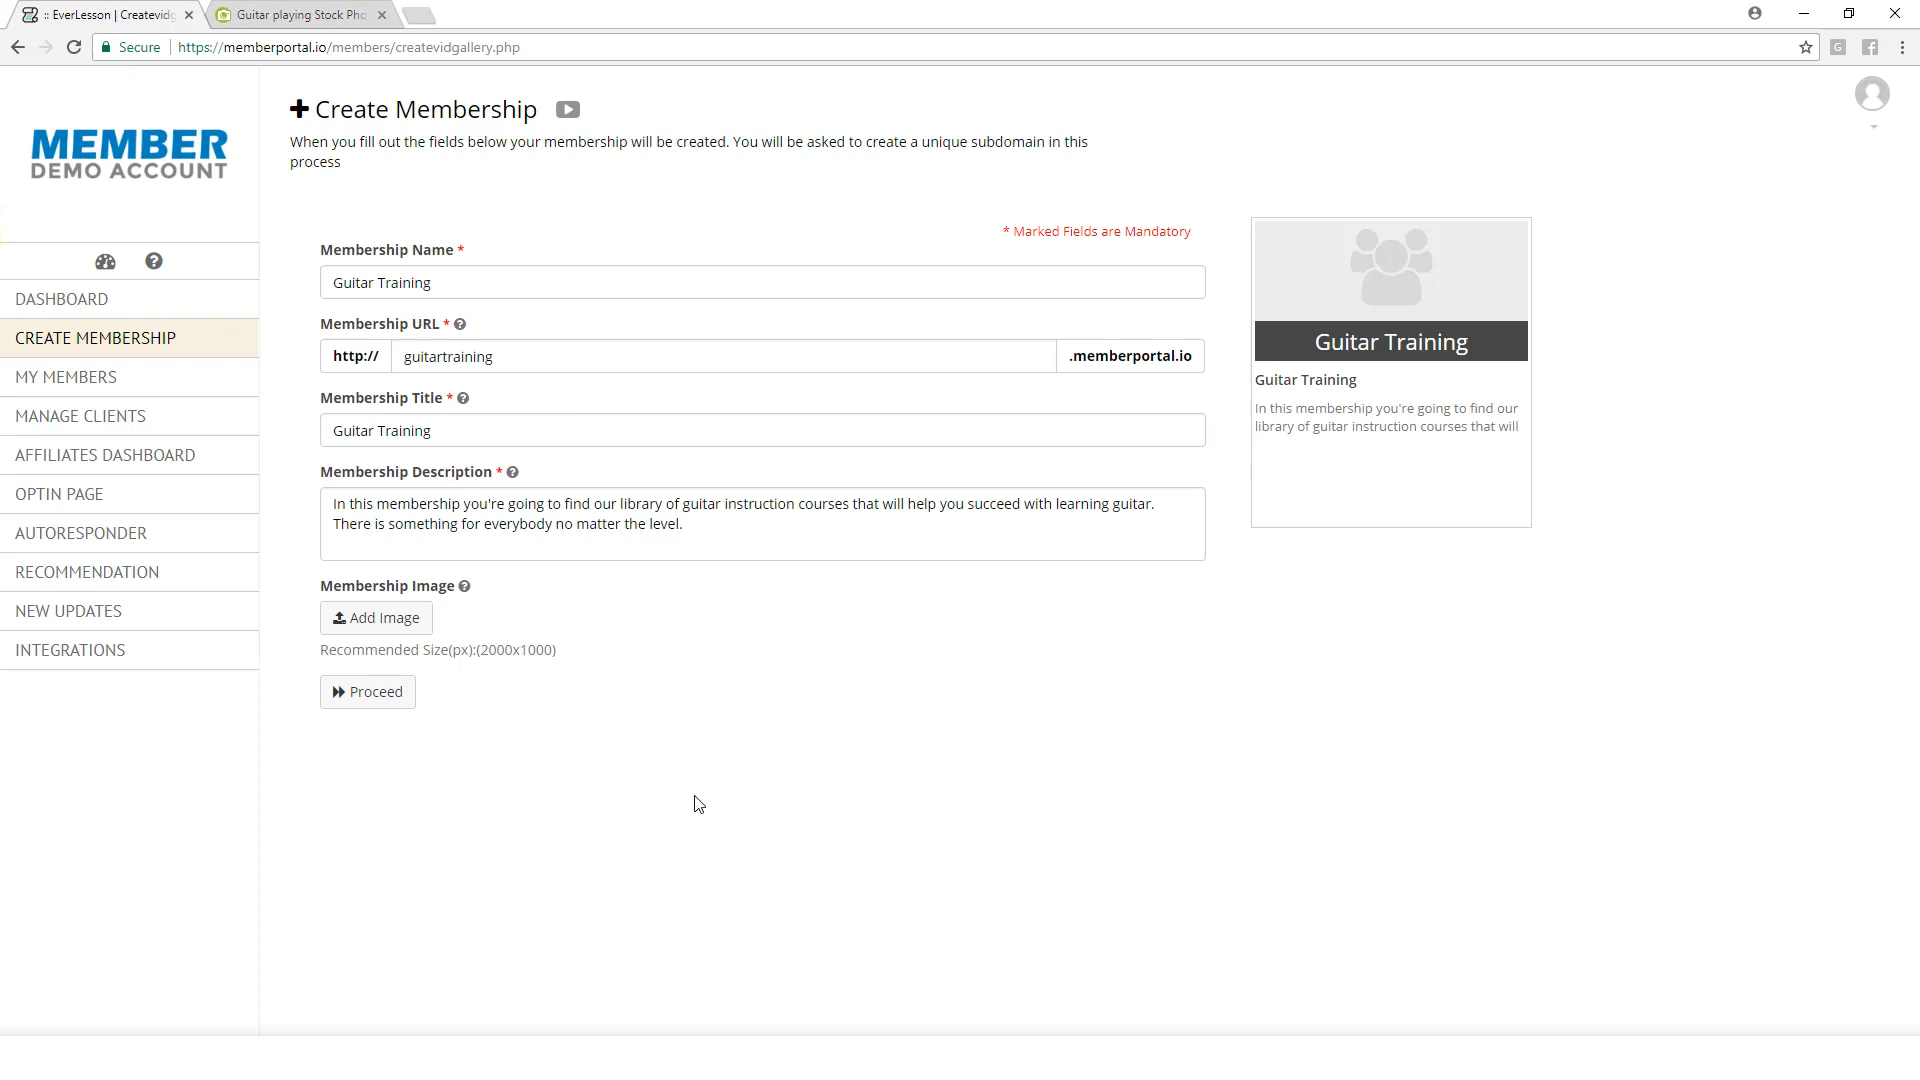 :: EverLesson | Createvidg
Guitar playing Stock Pho
Secure
https://memberportal.io/members/createvidgallery.php
G
MEMBER
DEMO ACCOUNT
DASHBOARD
CREATE MEMBERSHIP
MY MEMBERS
MANAGE CLIENTS
AFFILIATES DASHBOARD
OPTIN PAGE
AUTORESPONDER
RECOMMENDATION
NEW UPDATES
INTEGRATIONS
Create Membership
When you fill out the fields below your membership will be created. You will be asked to create a unique subdomain in this
process
* Marked Fields are Mandatory
Membership Name *
Guitar Training
Membership URL *
http:// guitartraining .memberportal.io
Membership Title *
Guitar Training
Membership Description *
In this membership you're going to find our library of guitar instruction courses that will help you succeed with learning guitar.
There is something for everybody no matter the level.
Membership Image
Add Image
Recommended Size(px):(2000x1000)
Proceed
Guitar Training
Guitar Training
In this membership you're going to find our
library of guitar instruction courses that will